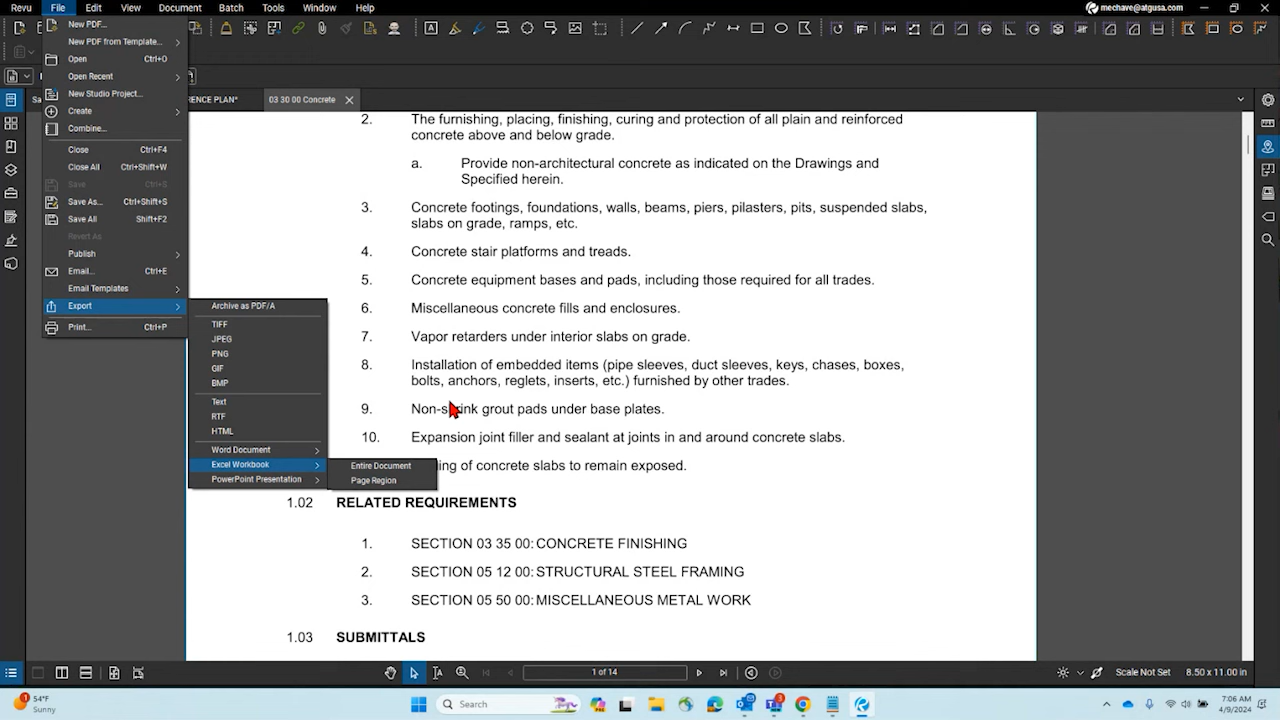 Revu File Edit View Document Batch Tools Window Help mechave@atgusa.com
New PDF...
New PDF from Template...
Open Ctrl+O
Open Recent
New Studio Project...
Create
Combine...
Close Ctrl+F4
Close All Ctrl+Shift+W
Save Ctrl+S
Save As... Ctrl+Shift+S
Save All Shift+F2
Revert As
Publish
Email... Ctrl+E
Email Templates
Export
Print... Ctrl+P
Archive as PDF/A
TIFF
JPEG
PNG
GIF
BMP
Text
RTF
HTML
Word Document
Excel Workbook
PowerPoint Presentation
Entire Document
Page Region
RENCE PLAN* 03 30 00 Concrete
2. The furnishing, placing, finishing, curing and protection of all plain and reinforced
concrete above and below grade.
a. Provide non-architectural concrete as indicated on the Drawings and
Specified herein.
3. Concrete footings, foundations, walls, beams, piers, pilasters, pits, suspended slabs,
slabs on grade, ramps, etc.
4. Concrete stair platforms and treads.
5. Concrete equipment bases and pads, including those required for all trades.
6. Miscellaneous concrete fills and enclosures.
7. Vapor retarders under interior slabs on grade.
8. Installation of embedded items (pipe sleeves, duct sleeves, keys, chases, boxes,
bolts, anchors, reglets, inserts, etc.) furnished by other trades.
9. Non-shrink grout pads under base plates.
10. Expansion joint filler and sealant at joints in and around concrete slabs.
ing of concrete slabs to remain exposed.
1.02 RELATED REQUIREMENTS
1. SECTION 03 35 00: CONCRETE FINISHING
2. SECTION 05 12 00: STRUCTURAL STEEL FRAMING
3. SECTION 05 50 00: MISCELLANEOUS METAL WORK
1.03 SUBMITTALS
1 of 14 Scale Not Set 8.50 x 11.00 in
54°F
Sunny
Search
7:06 AM
4/9/2024